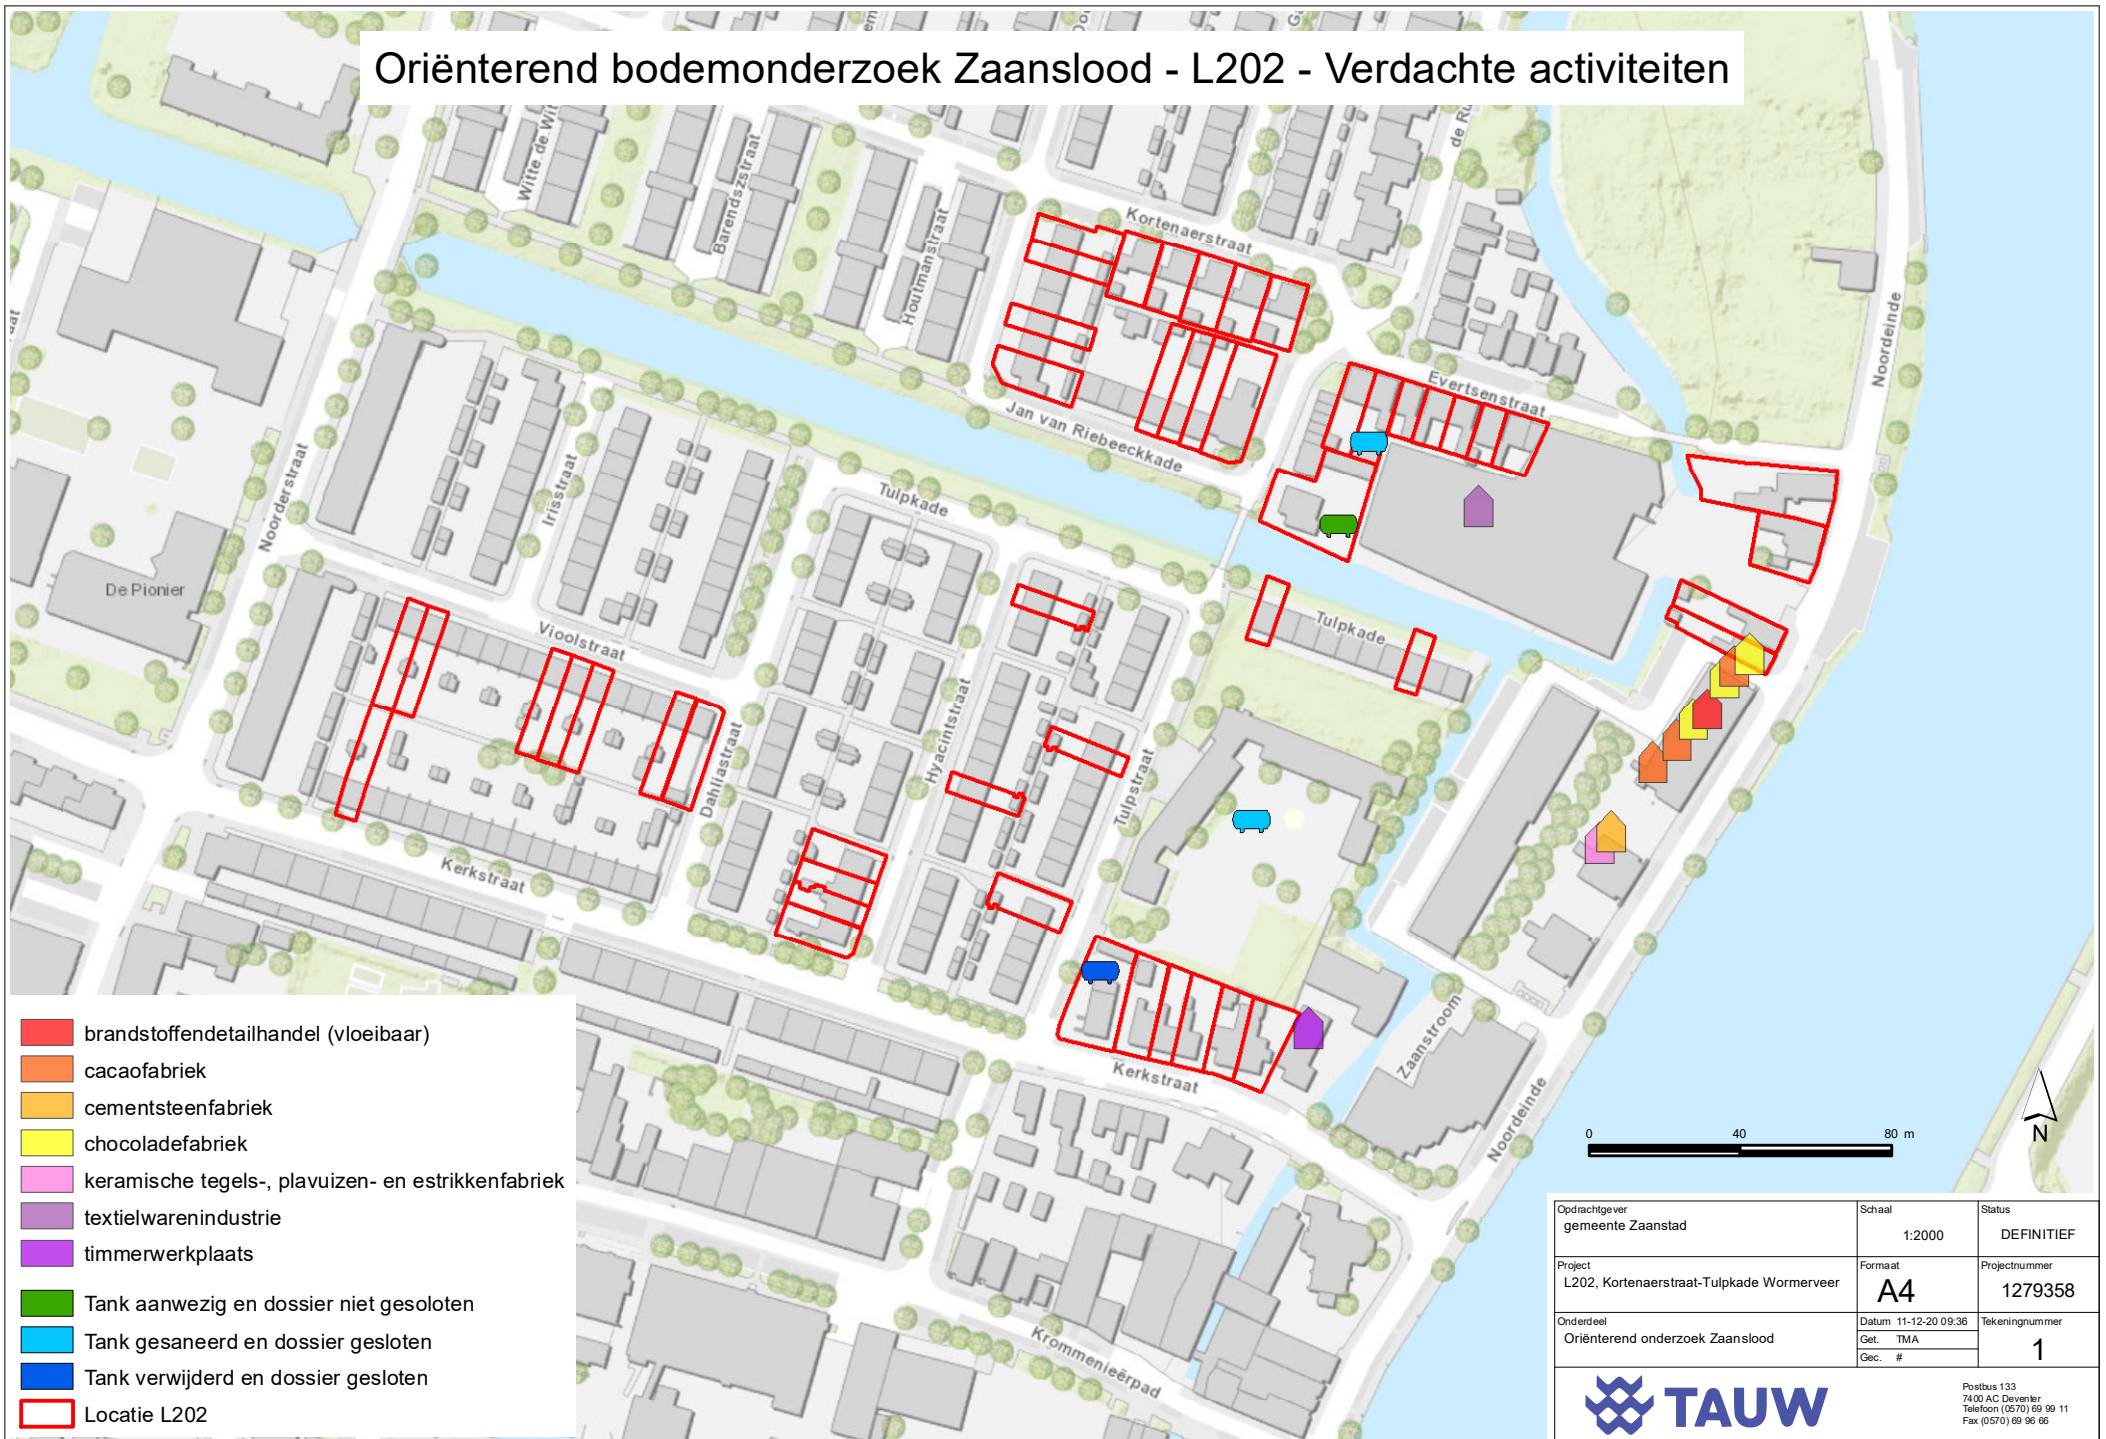 Oriënterend bodemonderzoek Zaanslood - L202 - Verdachte activiteiten
Witte de Wit
Barendszstraat
Houtmanstraat
Kortenaerstraat
de Ru
Noordeinde
Evertsenstraat
Jan van Riebeeckkade
Noorderstraat
Irisstraat
Tulpkade
De Pionier
Vioolstraat
Tulpkade
Hyacintstraat
Dahliastraat
Tulpstraat
Kerkstraat
Kerkstraat
Zaanstroom
Noordeinde
Krommenieërpad
brandstoffendetailhandel (vloeibaar)
cacaofabriek
cementsteenfabriek
chocoladefabriek
keramische tegels-, plavuizen- en estrikkenfabriek
textielwarenindustrie
timmerwerkplaats
Tank aanwezig en dossier niet gesoloten
Tank gesaneerd en dossier gesloten
Tank verwijderd en dossier gesloten
Locatie L202
0 40 80 m
N
Opdrachtgever
gemeente Zaanstad
Schaal
1:2000
Status
DEFINITIEF
Project
L202, Kortenaerstraat-Tulpkade Wormerveer
Formaat
A4
Projectnummer
1279358
Onderdeel
Oriënterend onderzoek Zaanslood
Datum 11-12-20 09:36
Get. TMA
Gec. #
Tekeningnummer
1
TAUW
Postbus 133
7400 AC Deventer
Telefoon (0570) 69 99 11
Fax (0570) 69 96 66